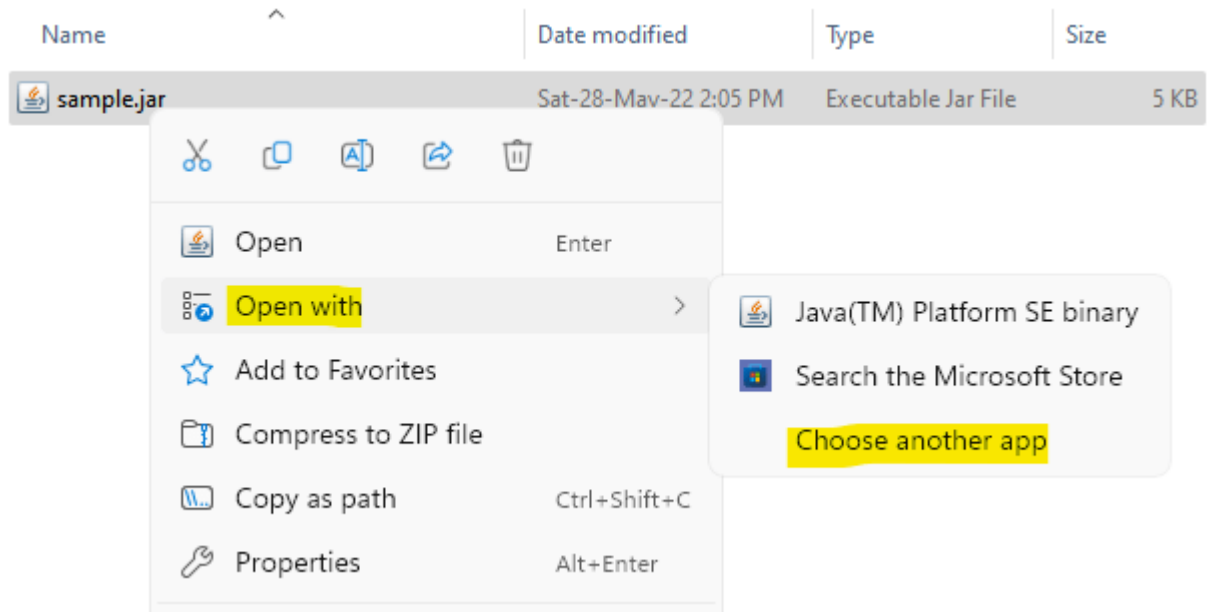 Name Date modified Type Size
sample.jar Sat-28-May-22 2:05 PM Executable Jar File 5 KB
Open Enter
Open with
Java(TM) Platform SE binary
Add to Favorites
Search the Microsoft Store
Compress to ZIP file
Choose another app
Copy as path Ctrl+Shift+C
Properties Alt+Enter